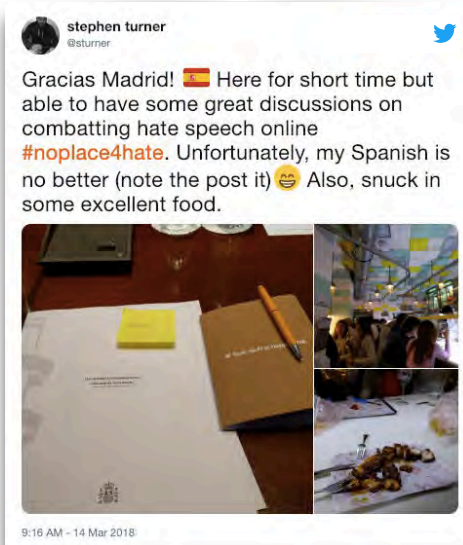 stephen turner
@sturner
Gracias Madrid! 🇪🇸 Here for short time but
able to have some great discussions on
combatting hate speech online
#noplace4hate. Unfortunately, my Spanish is
no better (note the post it) 😄 Also, snuck in
some excellent food.
9:16 AM - 14 Mar 2018